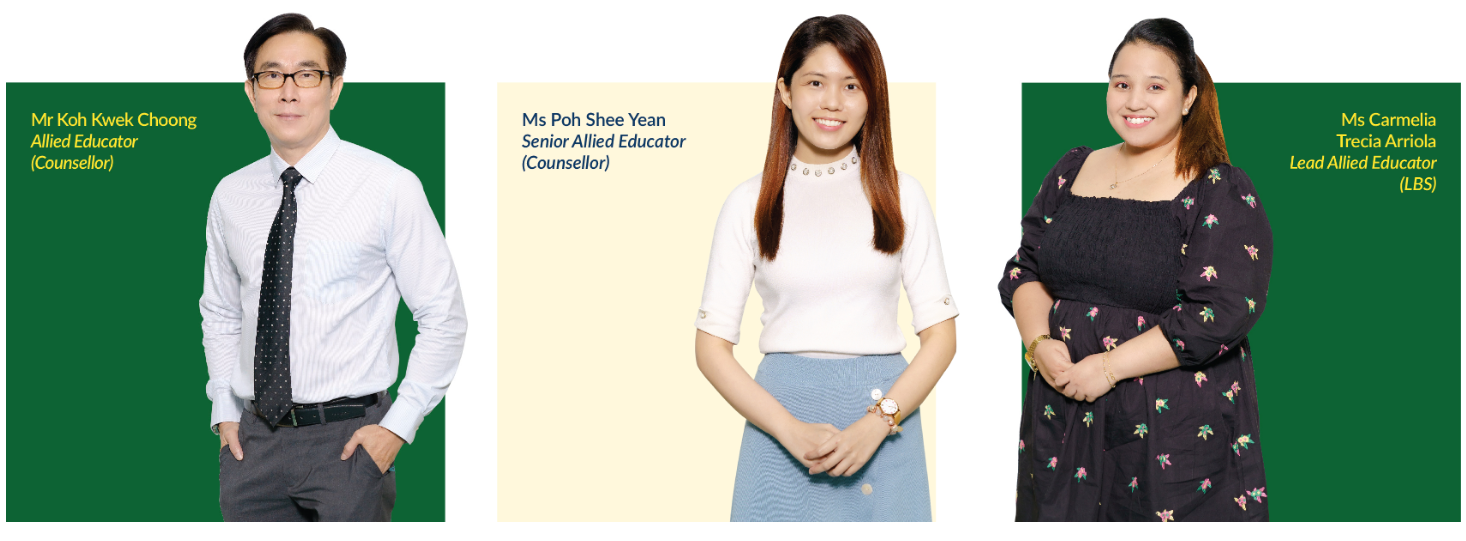 Mr Koh Kwek Choong
Allied Educator
(Counsellor)
Ms Poh Shee Yean
Senior Allied Educator
(Counsellor)
Ms Carmelia
Trecia Arriola
Lead Allied Educator
(LBS)